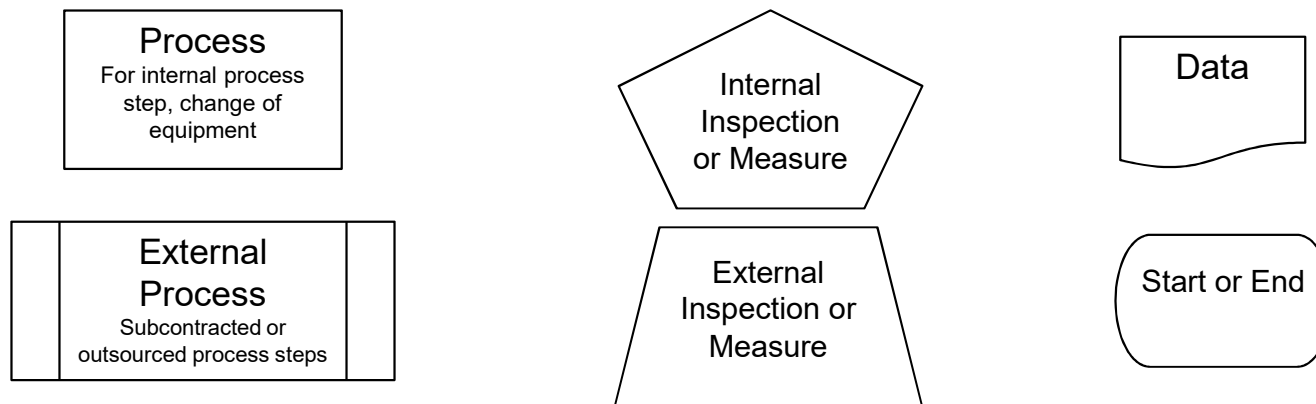 Process
For internal process
step, change of
equipment
Internal
Inspection
or Measure
Data
External
Process
Subcontracted or
outsourced process steps
External
Inspection or
Measure
Start or End